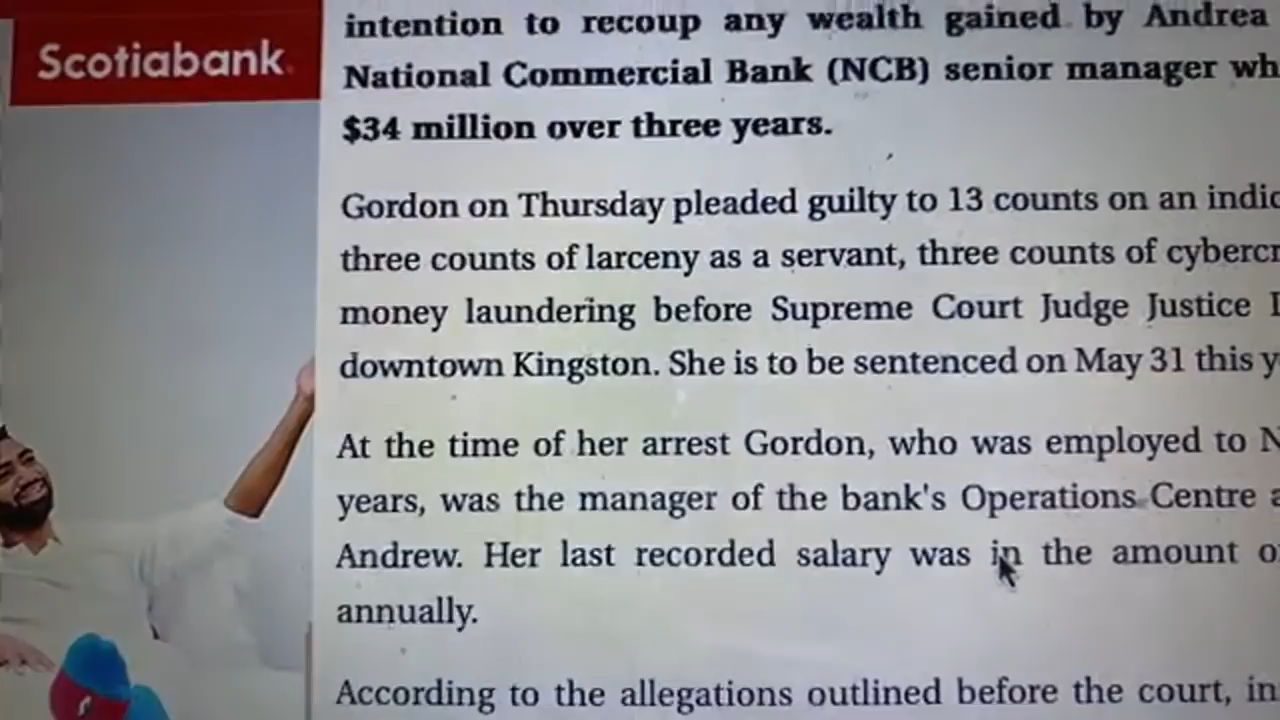 Scotiabank
intention to recoup any wealth gained by Andrea
National Commercial Bank (NCB) senior manager wh
$34 million over three years.
Gordon on Thursday pleaded guilty to 13 counts on an indic
three counts of larceny as a servant, three counts of cybercr
money laundering before Supreme Court Judge Justice
downtown Kingston. She is to be sentenced on May 31 this y
At the time of her arrest Gordon, who was employed to N
years, was the manager of the bank's Operations Centre a
Andrew. Her last recorded salary was in the amount o
annually.
According to the allegations outlined before the court, in